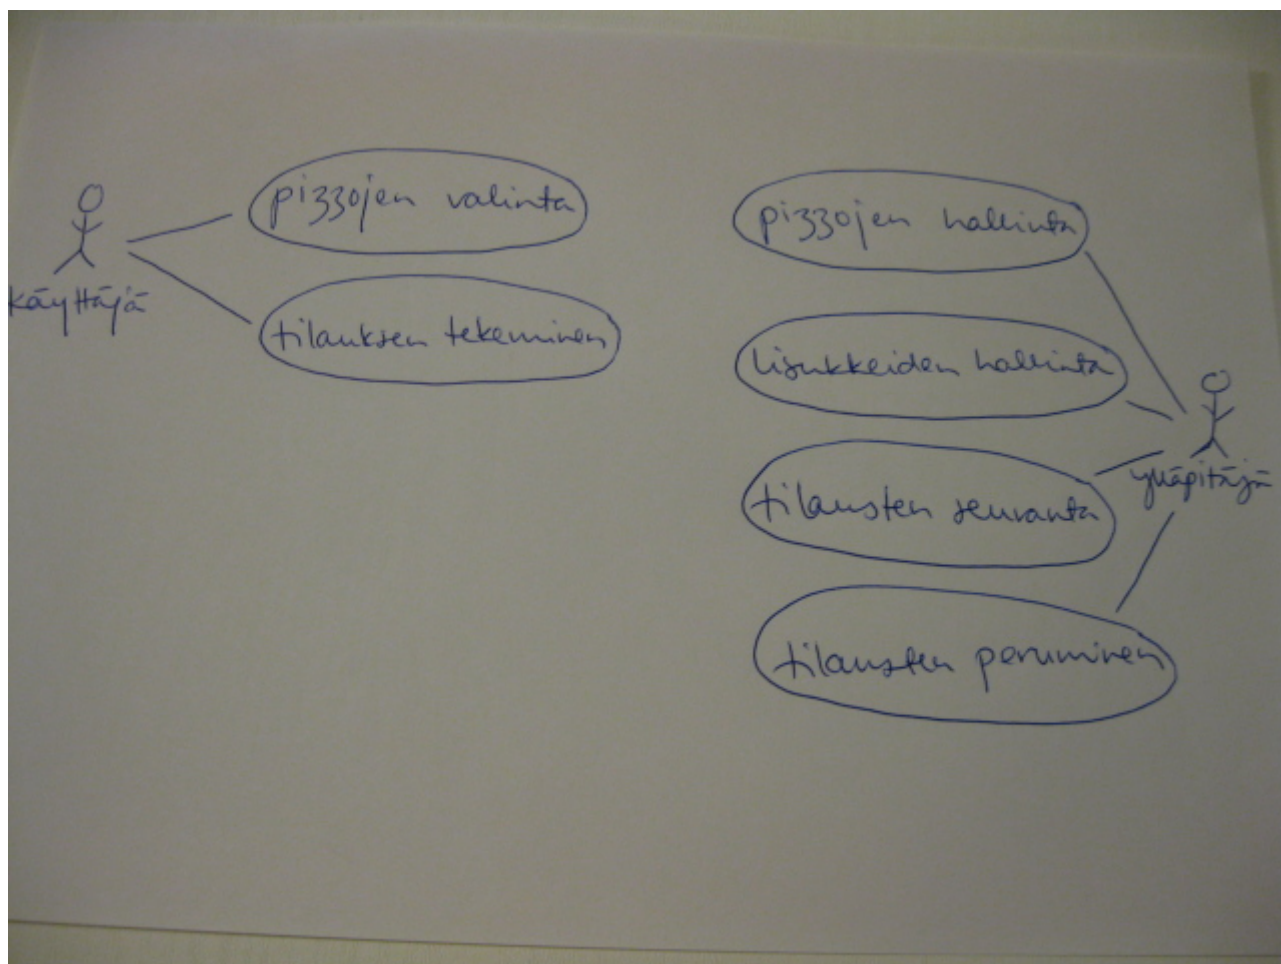 pizzojen valinta
käyttäjä
tilauksen tekeminen
pizzojen hallinta
lisukkeiden hallinta
tilausten seuranta
ylläpitäjä
tilausten peruminen